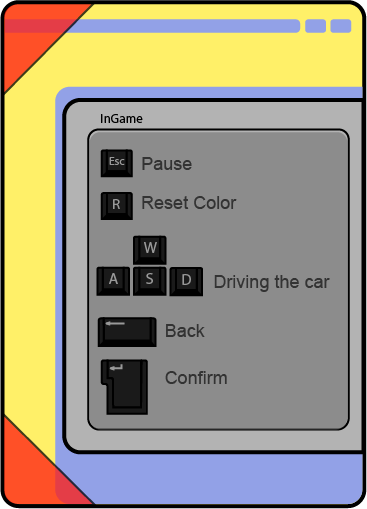 InGame
Esc Pause
R Reset Color
W
A S D Driving the car
Back
Confirm